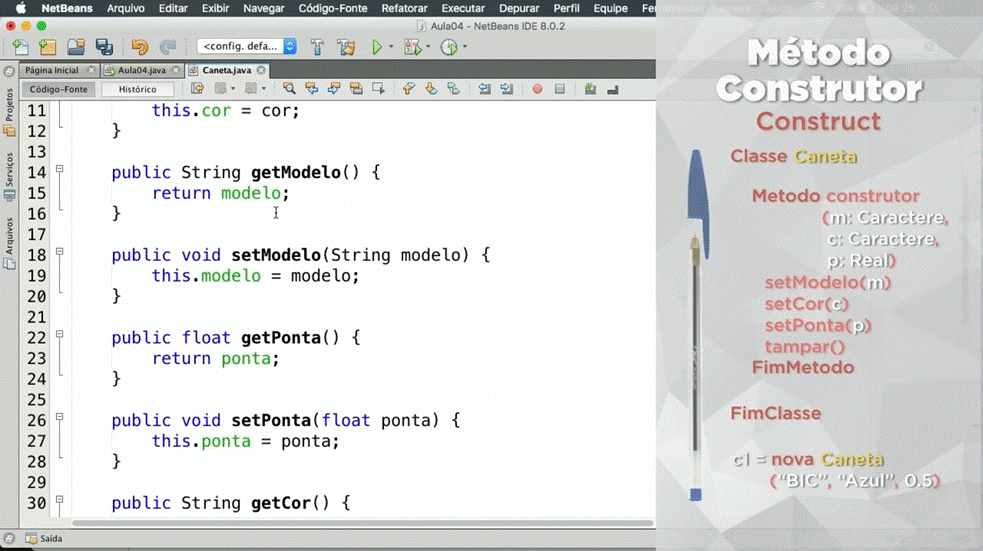 NetBeans Arquivo Editar Exibir Navegar Código-Fonte Refatorar Executar Depurar Perfil Equipe Ferramentas
Aula04 - NetBeans IDE 8.0.2
<config. defa...
Página Inicial Aula04.java Caneta.java
Código-Fonte Histórico
Projetos
Serviços
Arquivos
11 this.cor = cor;
12 }
13
14 public String getModelo() {
15 return modelo;
16 }
17
18 public void setModelo(String modelo) {
19 this.modelo = modelo;
20 }
21
22 public float getPonta() {
23 return ponta;
24 }
25
26 public void setPonta(float ponta) {
27 this.ponta = ponta;
28 }
29
30 public String getCor() {
Saída
Método
Construtor
Construct
Classe Caneta
Metodo construtor
(m: Caractere,
c: Caractere,
p: Real)
setModelo(m)
setCor(c)
setPonta(p)
tampar()
FimMetodo
FimClasse
c1 = nova Caneta
("BIC", "Azul", 0.5)